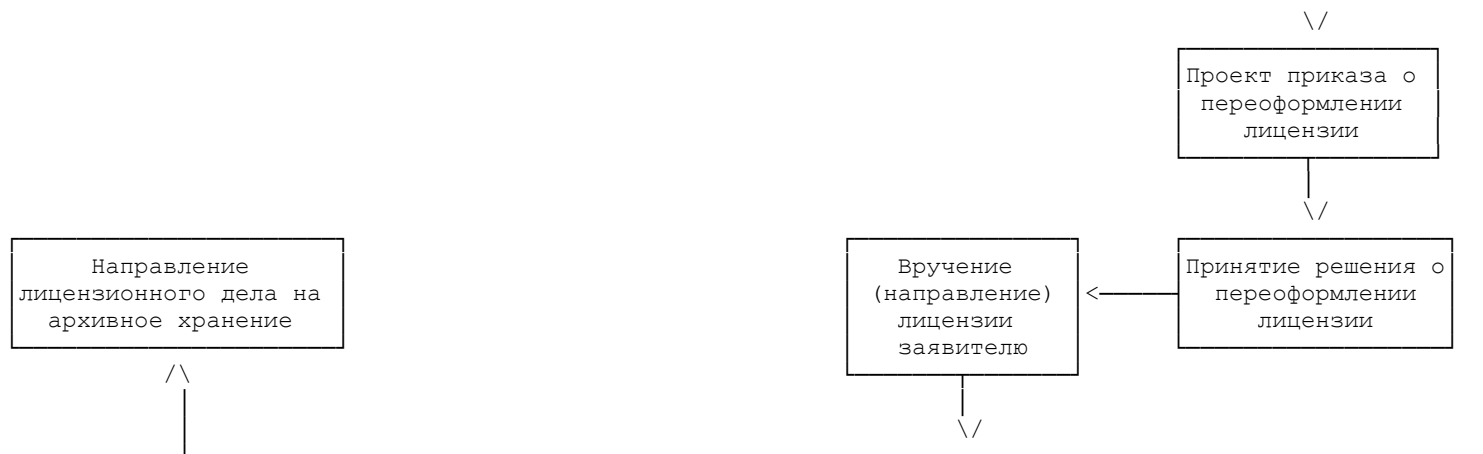 Проект приказа о
переоформлении
лицензии
Направление
лицензионного дела на
архивное хранение
Вручение
(направление)
лицензии
заявителю
Принятие решения о
переоформлении
лицензии